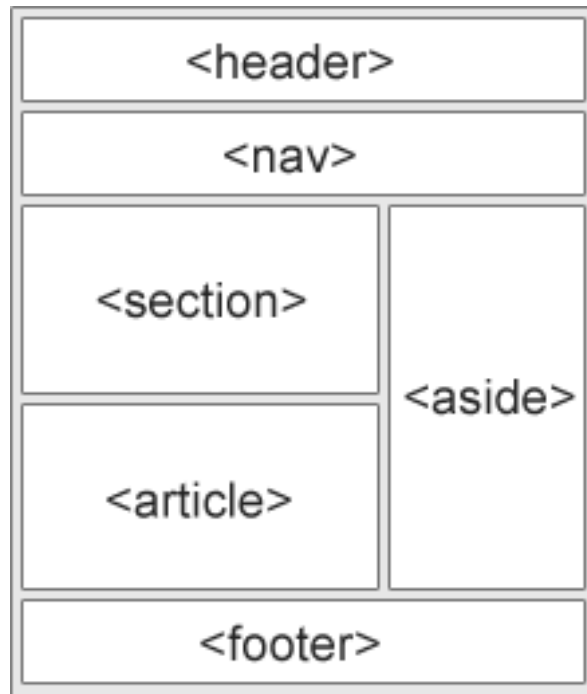 <header>
<nav>
<section>
<article>
<aside>
<footer>